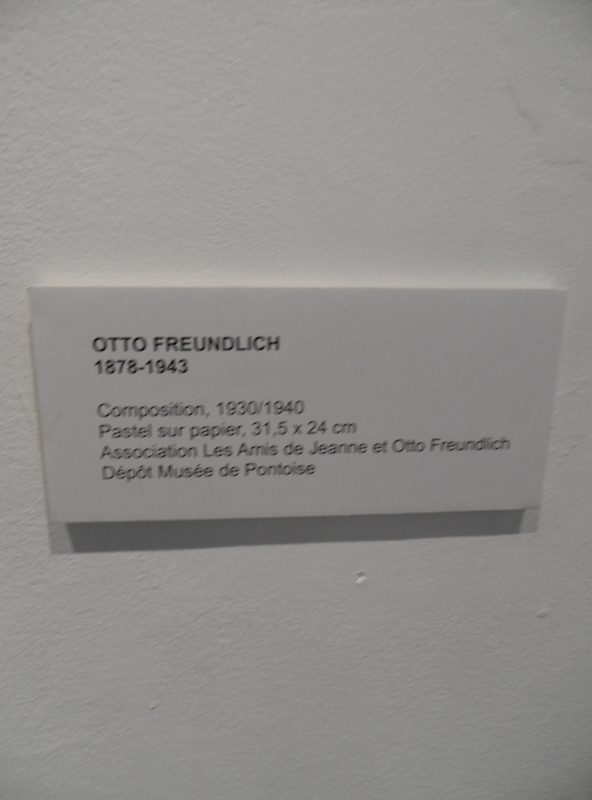 OTTO FREUNDLICH
1878-1943
Composition, 1930/1940
Pastel sur papier, 31,5 x 24 cm
Association Les Amis de Jeanne et Otto Freundlich
Dépôt Musée de Pontoise